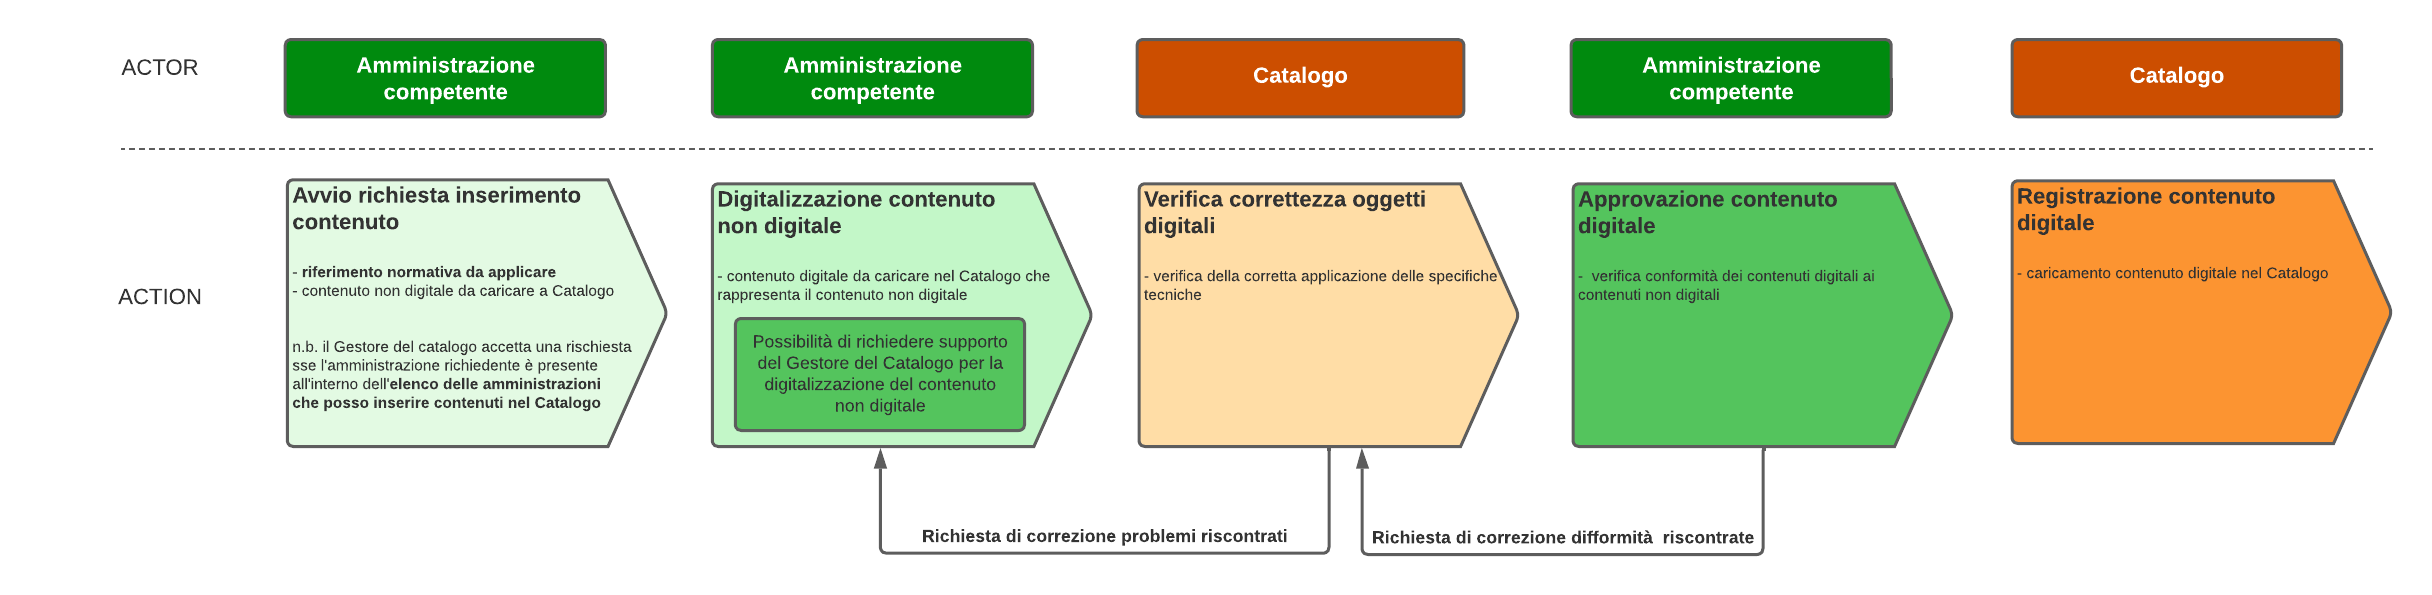 ACTOR
Amministrazione
competente
Amministrazione
competente
Catalogo
Amministrazione
competente
Catalogo
ACTION
Avvio richiesta inserimento
contenuto
- riferimento normativa da applicare
- contenuto non digitale da caricare a Catalogo
n.b. il Gestore del catalogo accetta una rischiesta
sse l'amministrazione richiedente è presente
all'interno dell'elenco delle amministrazioni
che posso inserire contenuti nel Catalogo
Digitalizzazione contenuto
non digitale
- contenuto digitale da caricare nel Catalogo che
rappresenta il contenuto non digitale
Possibilità di richiedere supporto
del Gestore del Catalogo per la
digitalizzazione del contenuto
non digitale
Verifica correttezza oggetti
digitali
- verifica della corretta applicazione delle specifiche
tecniche
Approvazione contenuto
digitale
-  verifica conformità dei contenuti digitali ai
contenuti non digitali
Registrazione contenuto
digitale
- caricamento contenuto digitale nel Catalogo
Richiesta di correzione problemi riscontrati
Richiesta di correzione difformità  riscontrate